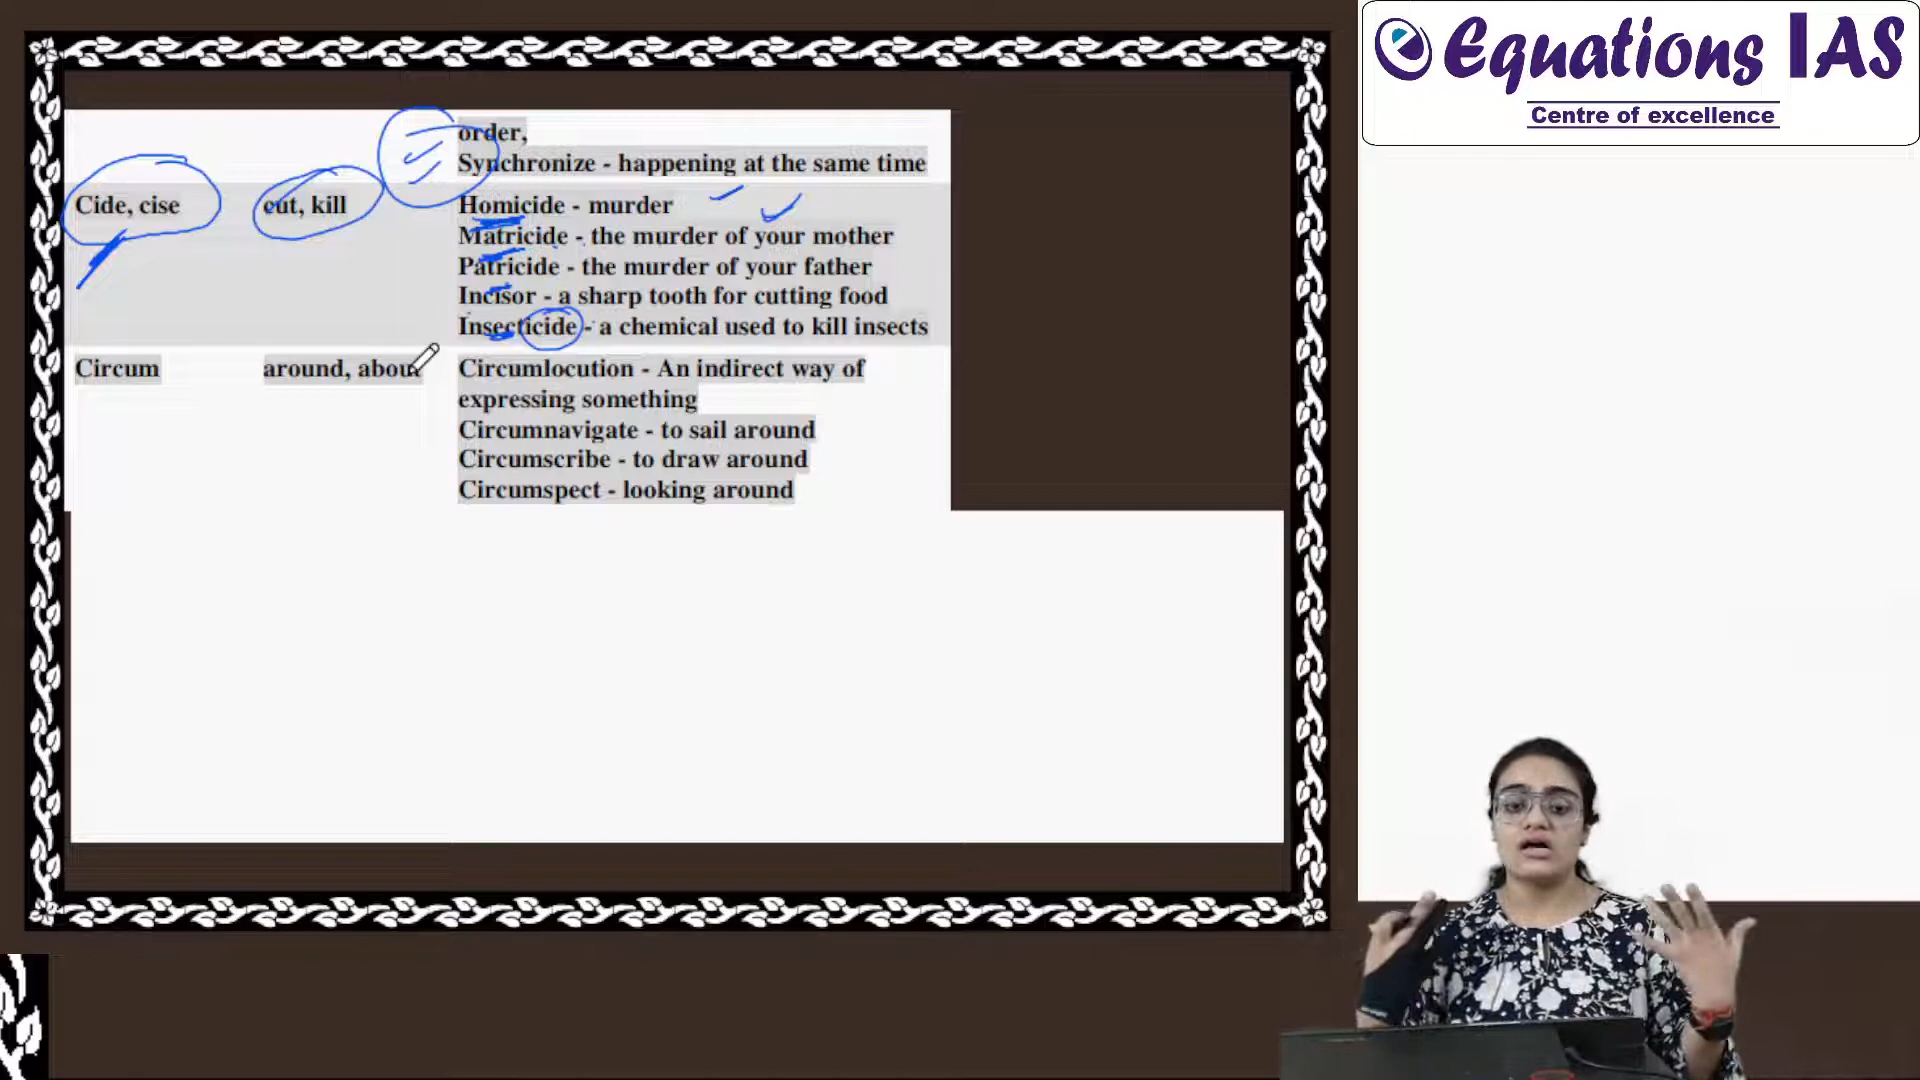 Equations IAS
Centre of excellence
order,
Synchronize - happening at the same time
Cide, cise cut, kill Homicide - murder
Matricide - the murder of your mother
Patricide - the murder of your father
Incisor - a sharp tooth for cutting food
Insecticide - a chemical used to kill insects
Circum around, about Circumlocution - An indirect way of
expressing something
Circumnavigate - to sail around
Circumscribe - to draw around
Circumspect - looking around